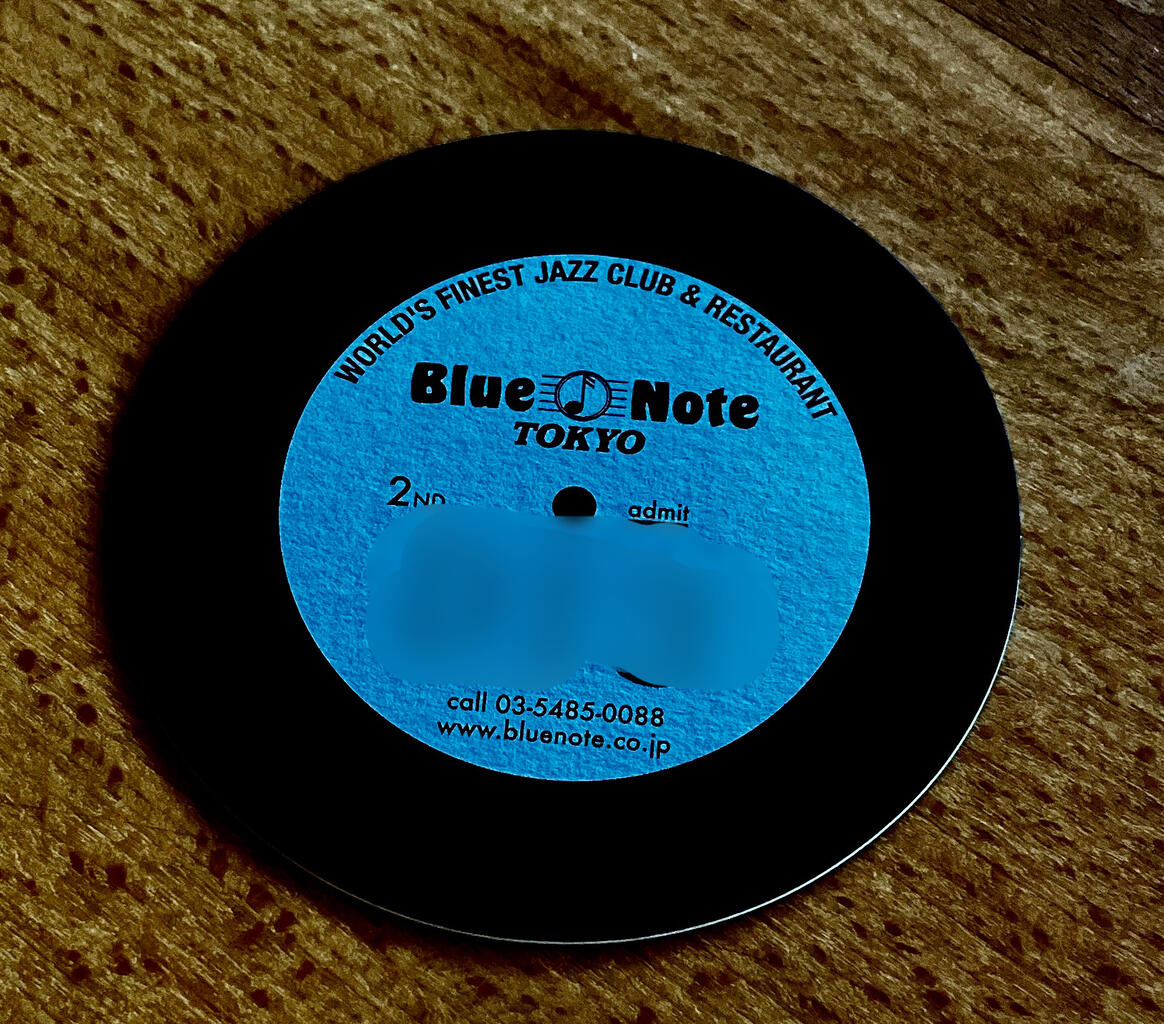 WORLD'S FINEST JAZZ CLUB & RESTAURANT
Blue Note
TOKYO
2ND admit
call 03-5485-0088
www.bluenote.co.jp